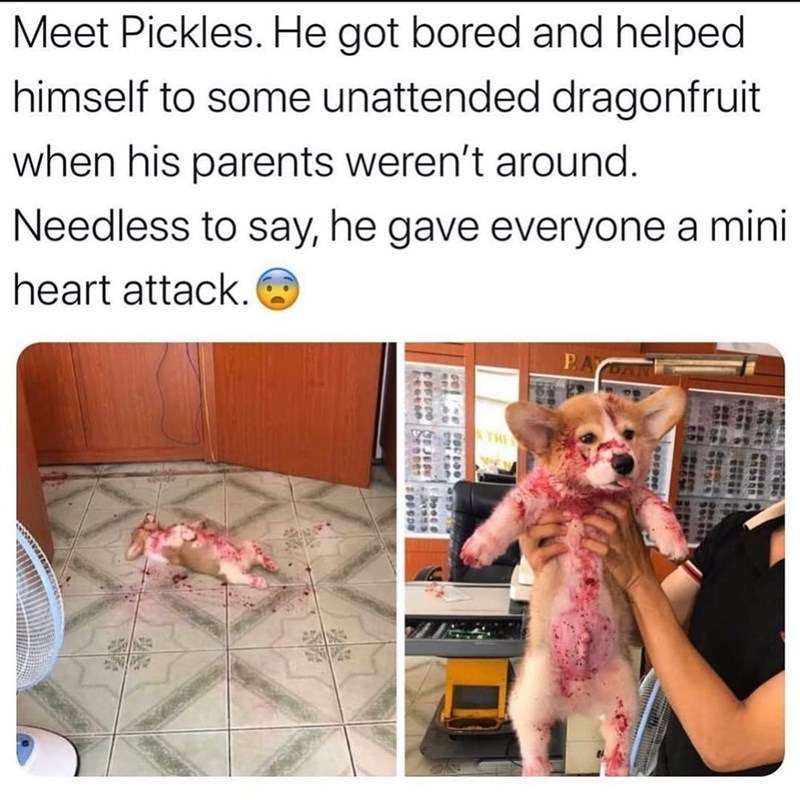 Meet Pickles. He got bored and helped
himself to some unattended dragonfruit
when his parents weren’t around.
Needless to say, he gave everyone a mini
heart attack.😨